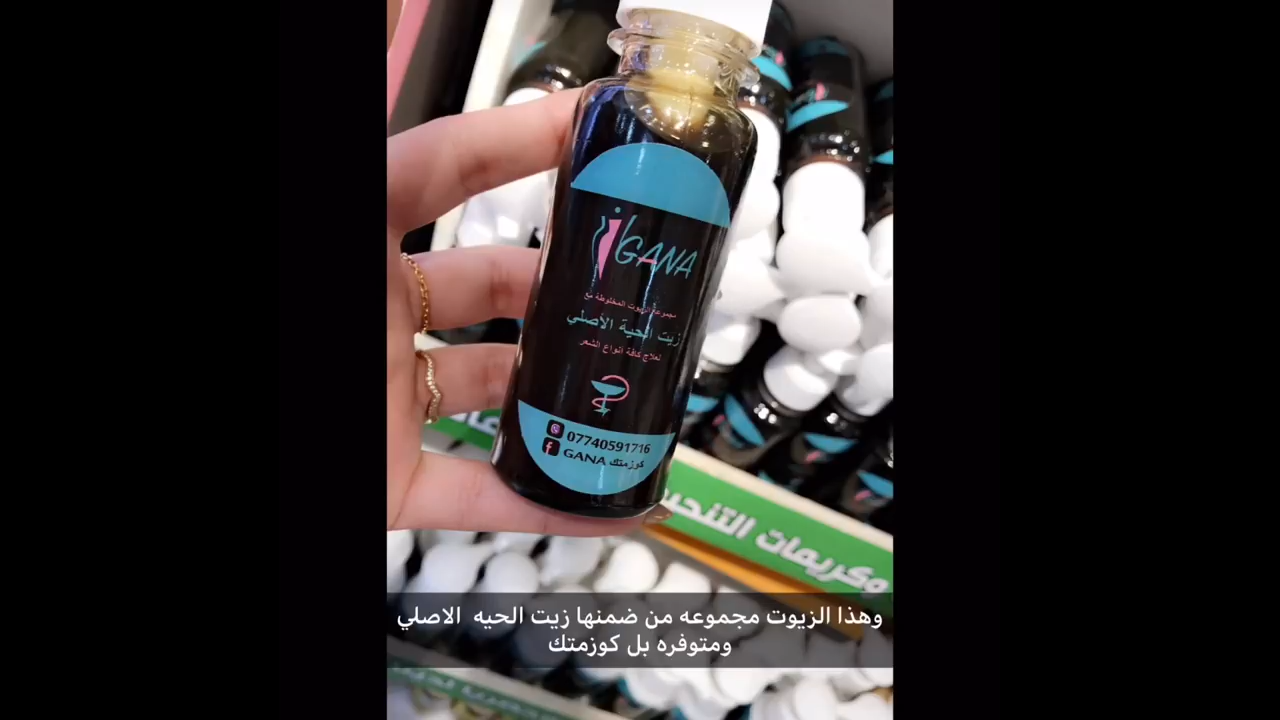 GANA
مجموعة الزيوت المخلوطة مع
زيت الحية الأصلي
لعلاج كافة انواع الشعر
07740591716
GANA كوزمتك
وكريمات التنحيف
وهذا الزيوت مجموعه من ضمنها زيت الحيه الاصلي
ومتوفره بل كوزمتك